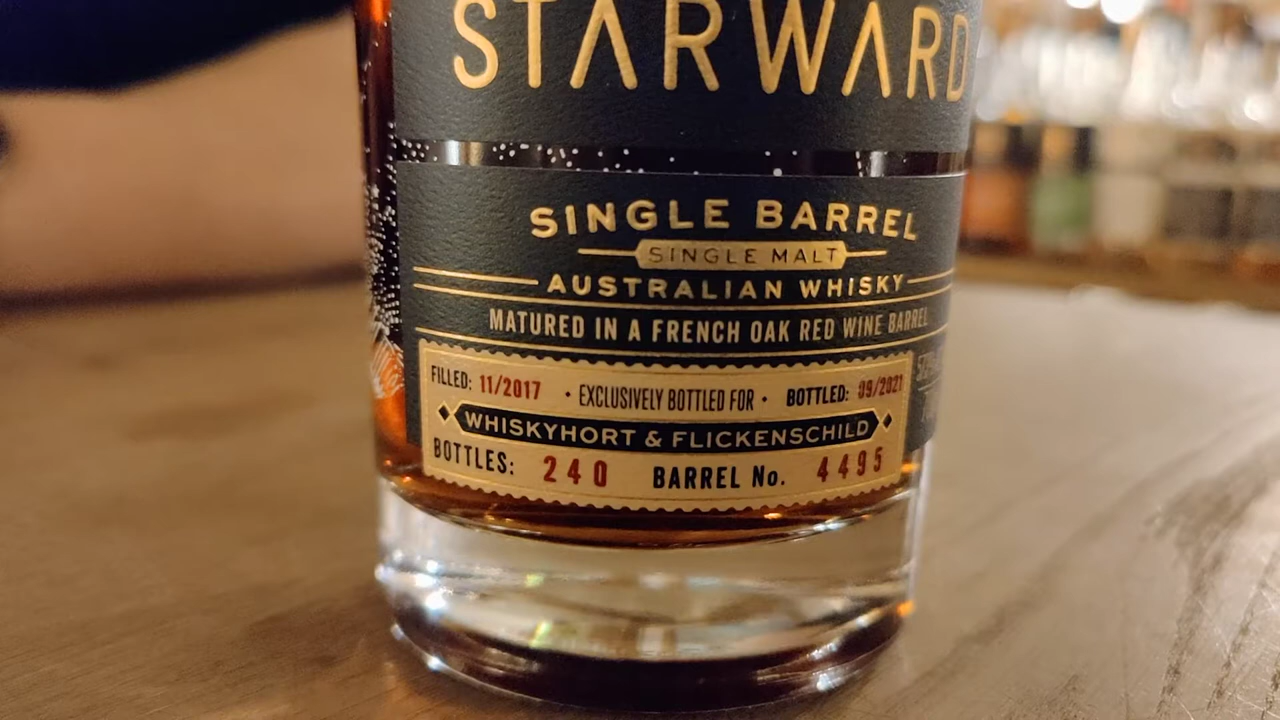 STARWARD
SINGLE BARREL
SINGLE MALT
AUSTRALIAN WHISKY
MATURED IN A FRENCH OAK RED WINE BARREL
FILLED: 11/2017 • EXCLUSIVELY BOTTLED FOR • BOTTLED: 09/2021
WHISKYHORT & FLICKENSCHILD
BOTTLES: 240 BARREL No. 4495